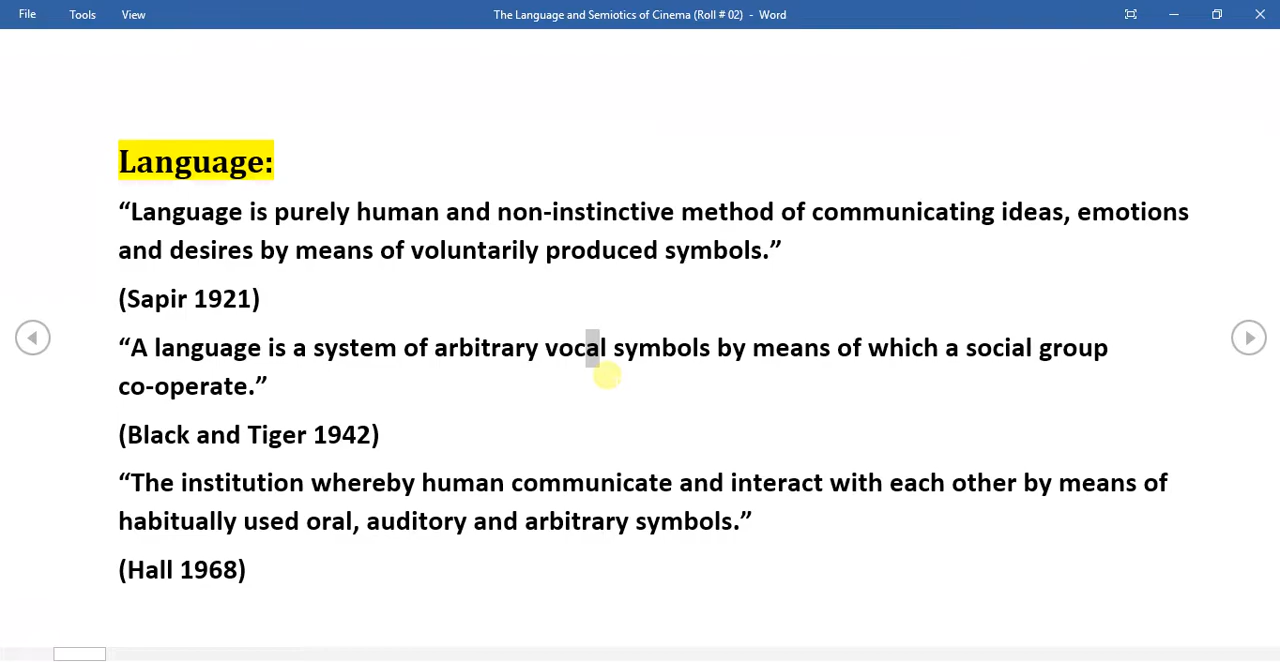 File Tools View The Language and Semiotics of Cinema (Roll # 02) - Word
Language:
“Language is purely human and non-instinctive method of communicating ideas, emotions
and desires by means of voluntarily produced symbols.”
(Sapir 1921)
“A language is a system of arbitrary vocal symbols by means of which a social group
co-operate.”
(Black and Tiger 1942)
“The institution whereby human communicate and interact with each other by means of
habitually used oral, auditory and arbitrary symbols.”
(Hall 1968)